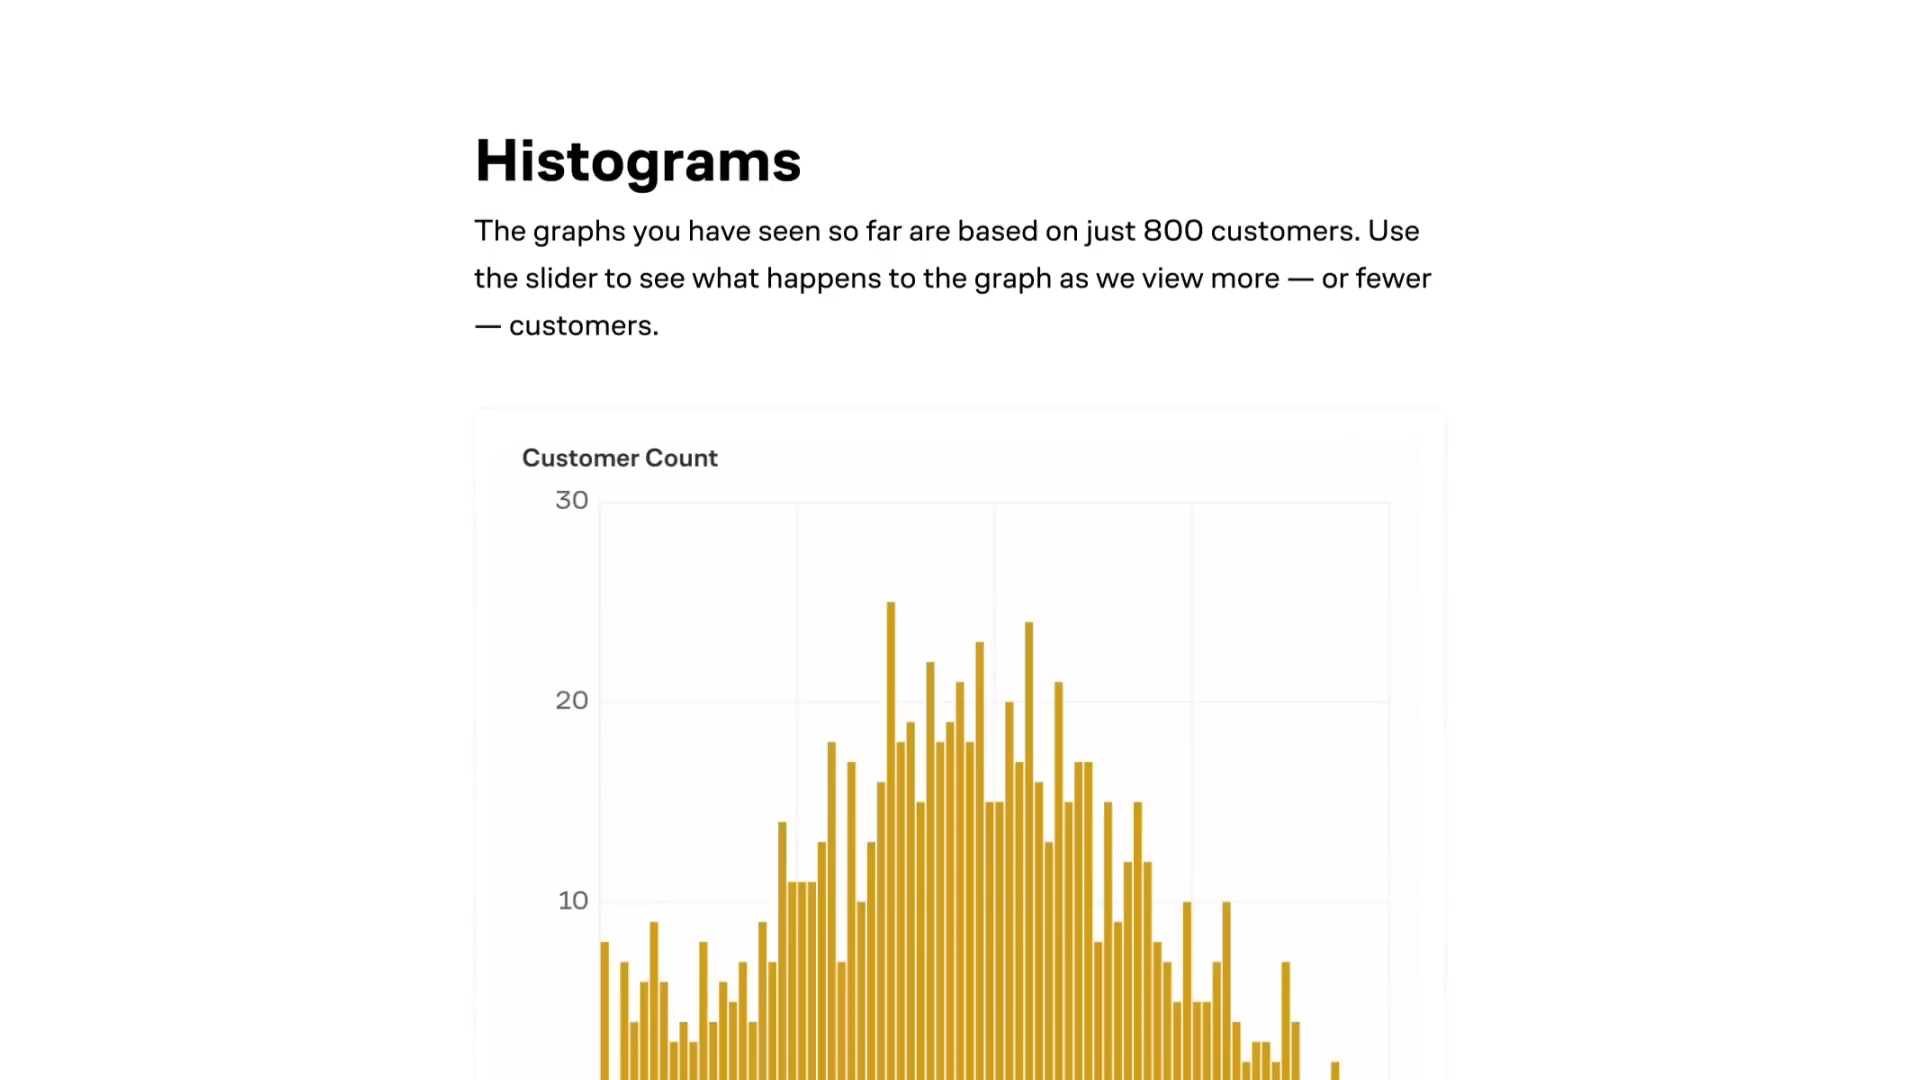 Histograms
The graphs you have seen so far are based on just 800 customers. Use
the slider to see what happens to the graph as we view more — or fewer
— customers.
Customer Count
30
20
10